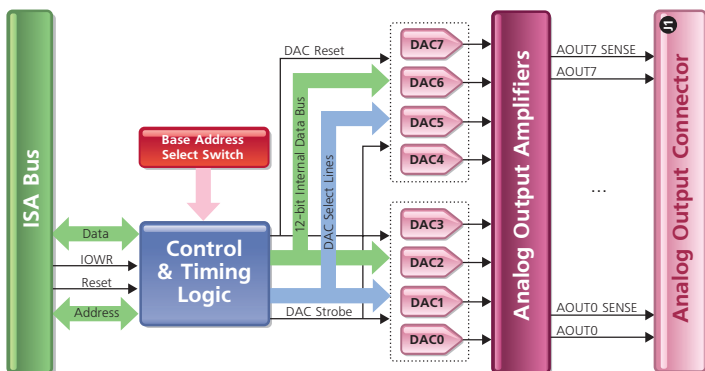 ISA Bus
Data
IOWR
Reset
Address
Base Address
Select Switch
Control
& Timing
Logic
DAC Reset
12-bit Internal Data Bus
DAC Select Lines
DAC Strobe
DAC7
DAC6
DAC5
DAC4
DAC3
DAC2
DAC1
DAC0
Analog Output Amplifiers
AOUT7 SENSE
AOUT7
...
AOUT0 SENSE
AOUT0
J1
Analog Output Connector